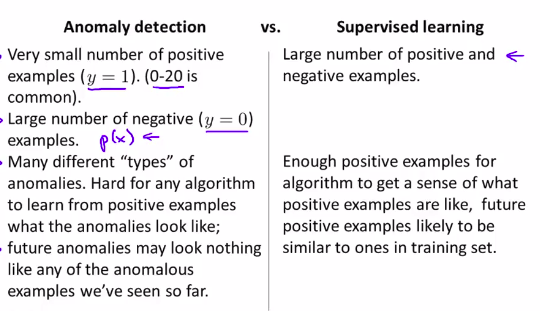 Anomaly detection vs. Supervised learning
Very small number of positive
examples (y = 1). (0-20 is
common).
Large number of negative (y = 0)
examples. p(x) ←
Many different “types” of
anomalies. Hard for any algorithm
to learn from positive examples
what the anomalies look like;
future anomalies may look nothing
like any of the anomalous
examples we’ve seen so far.
Large number of positive and ←
negative examples.
Enough positive examples for
algorithm to get a sense of what
positive examples are like, future
positive examples likely to be
similar to ones in training set.